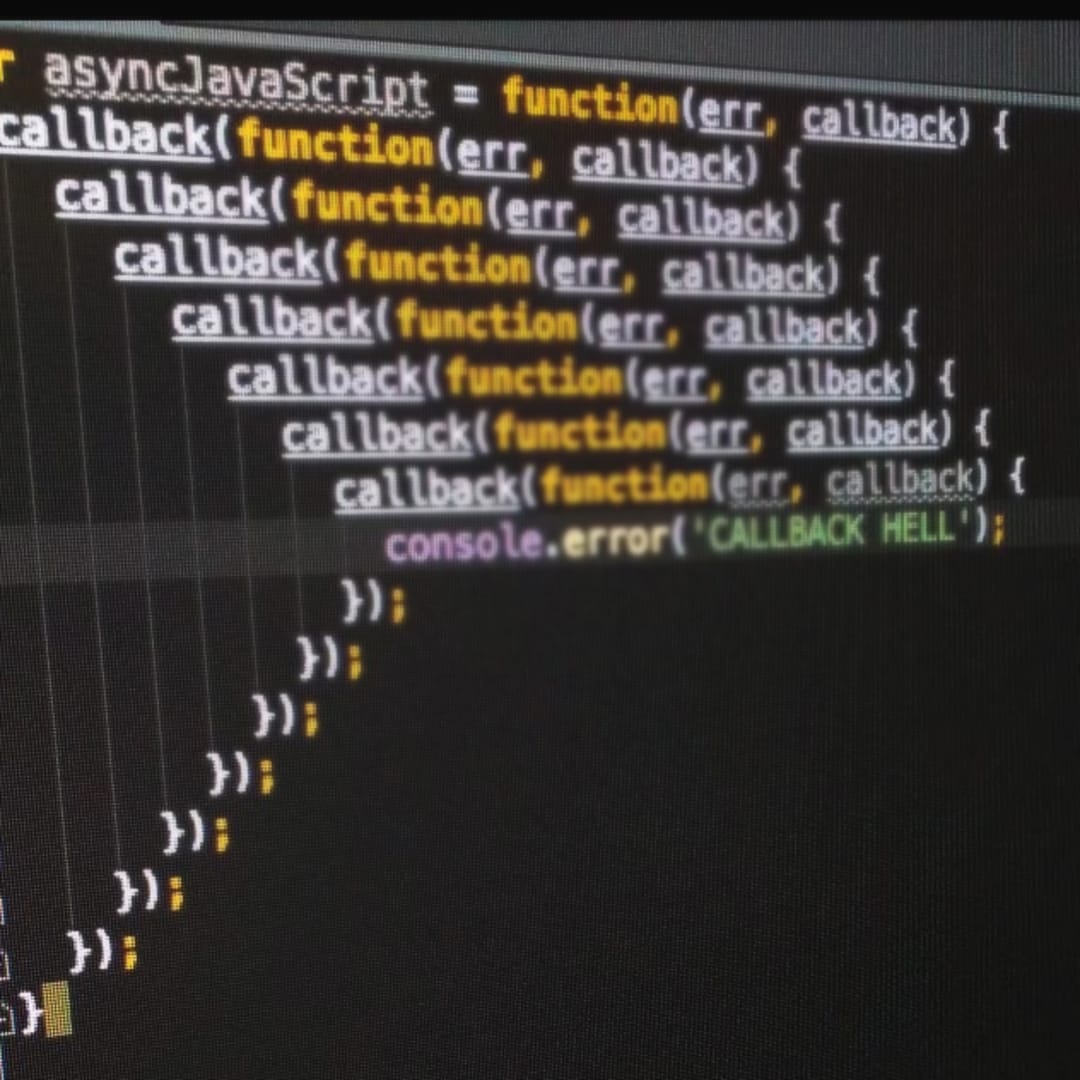 r asyncJavaScript = function(err, callback) {
callback(function(err, callback) {
callback(function(err, callback) {
callback(function(err, callback) {
callback(function(err, callback) {
callback(function(err, callback) {
callback(function(err, callback) {
callback(function(err, callback) {
console.error('CALLBACK HELL');
});
});
});
});
});
});
});
}